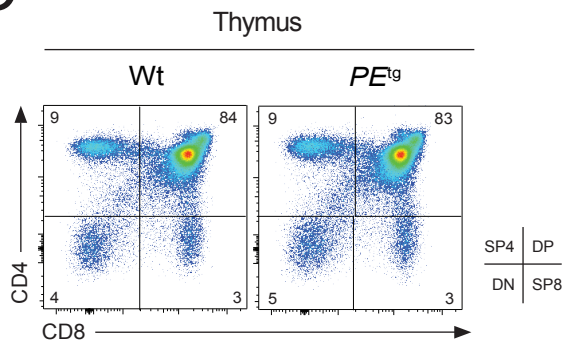 Thymus
Wt PEtg
9 84 9 83
4 3 5 3
CD4
CD8
SP4 DP
DN SP8